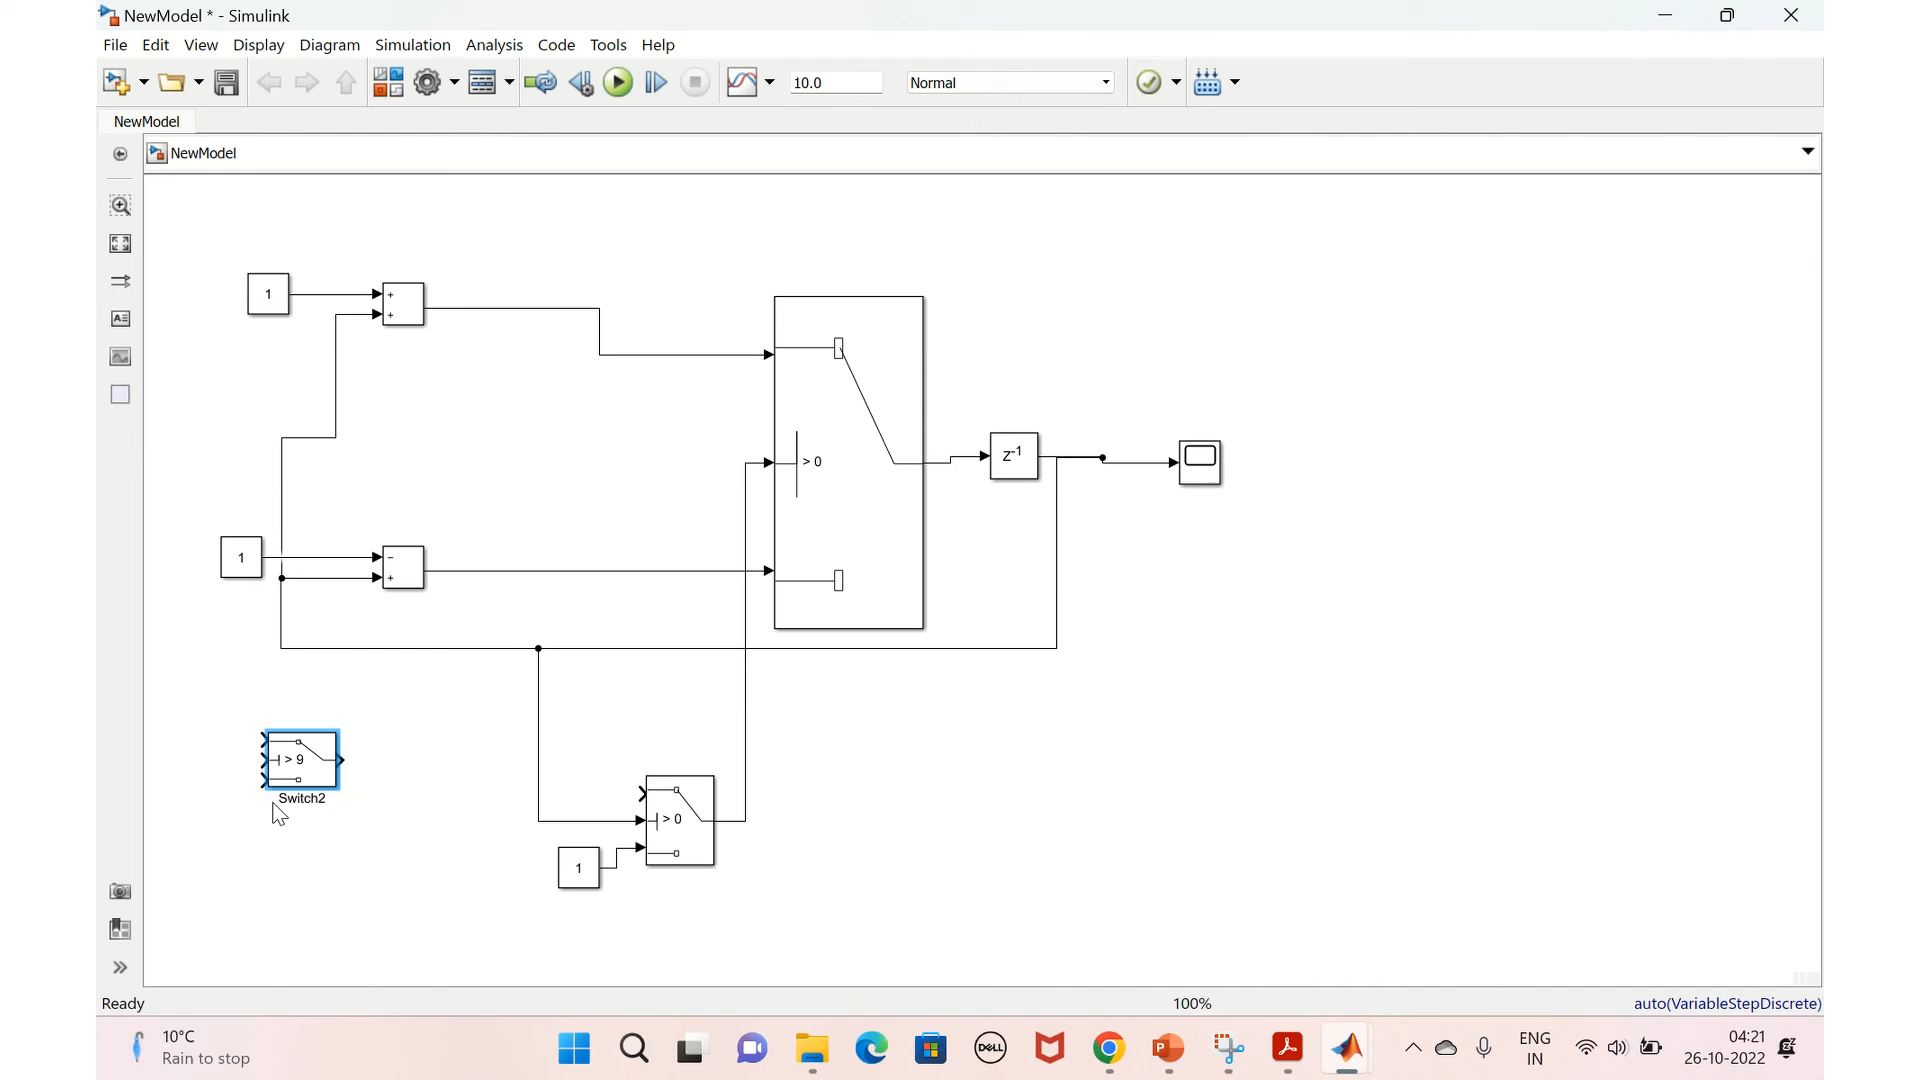 NewModel * - Simulink
File Edit View Display Diagram Simulation Analysis Code Tools Help
10.0 Normal
NewModel
NewModel
1
+
+
> 0
Z-1
1
−
+
> 9
Switch2
> 0
1
Ready 100% auto(VariableStepDiscrete)
10°C
Rain to stop
DELL
ENG
IN
04:21
26-10-2022